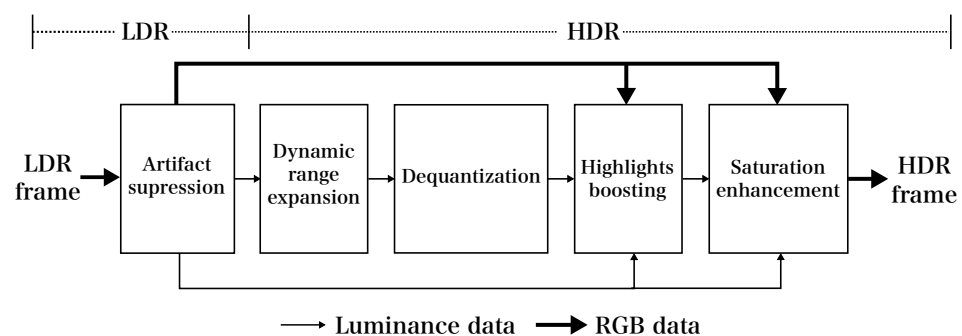 LDR
HDR
LDR
frame
Artifact
supression
Dynamic
range
expansion
Dequantization
Highlights
boosting
Saturation
enhancement
HDR
frame
Luminance data
RGB data